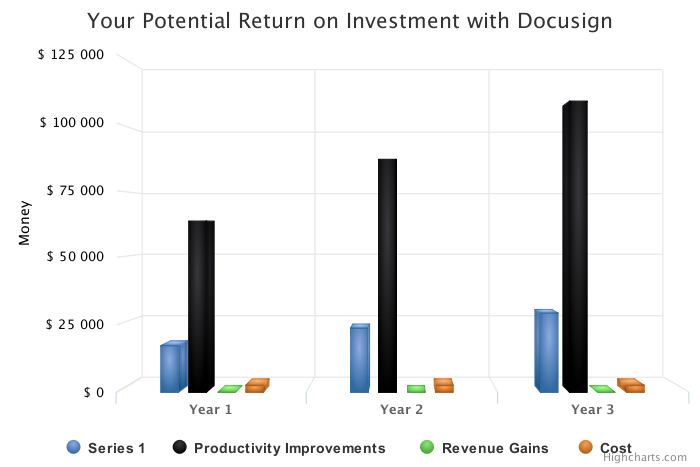 Your Potential Return on Investment with Docusign
$ 125 000
$ 100 000
$ 75 000
$ 50 000
$ 25 000
$ 0
Money
Year 1 Year 2 Year 3
Series 1 Productivity Improvements Revenue Gains Cost
Highcharts.com